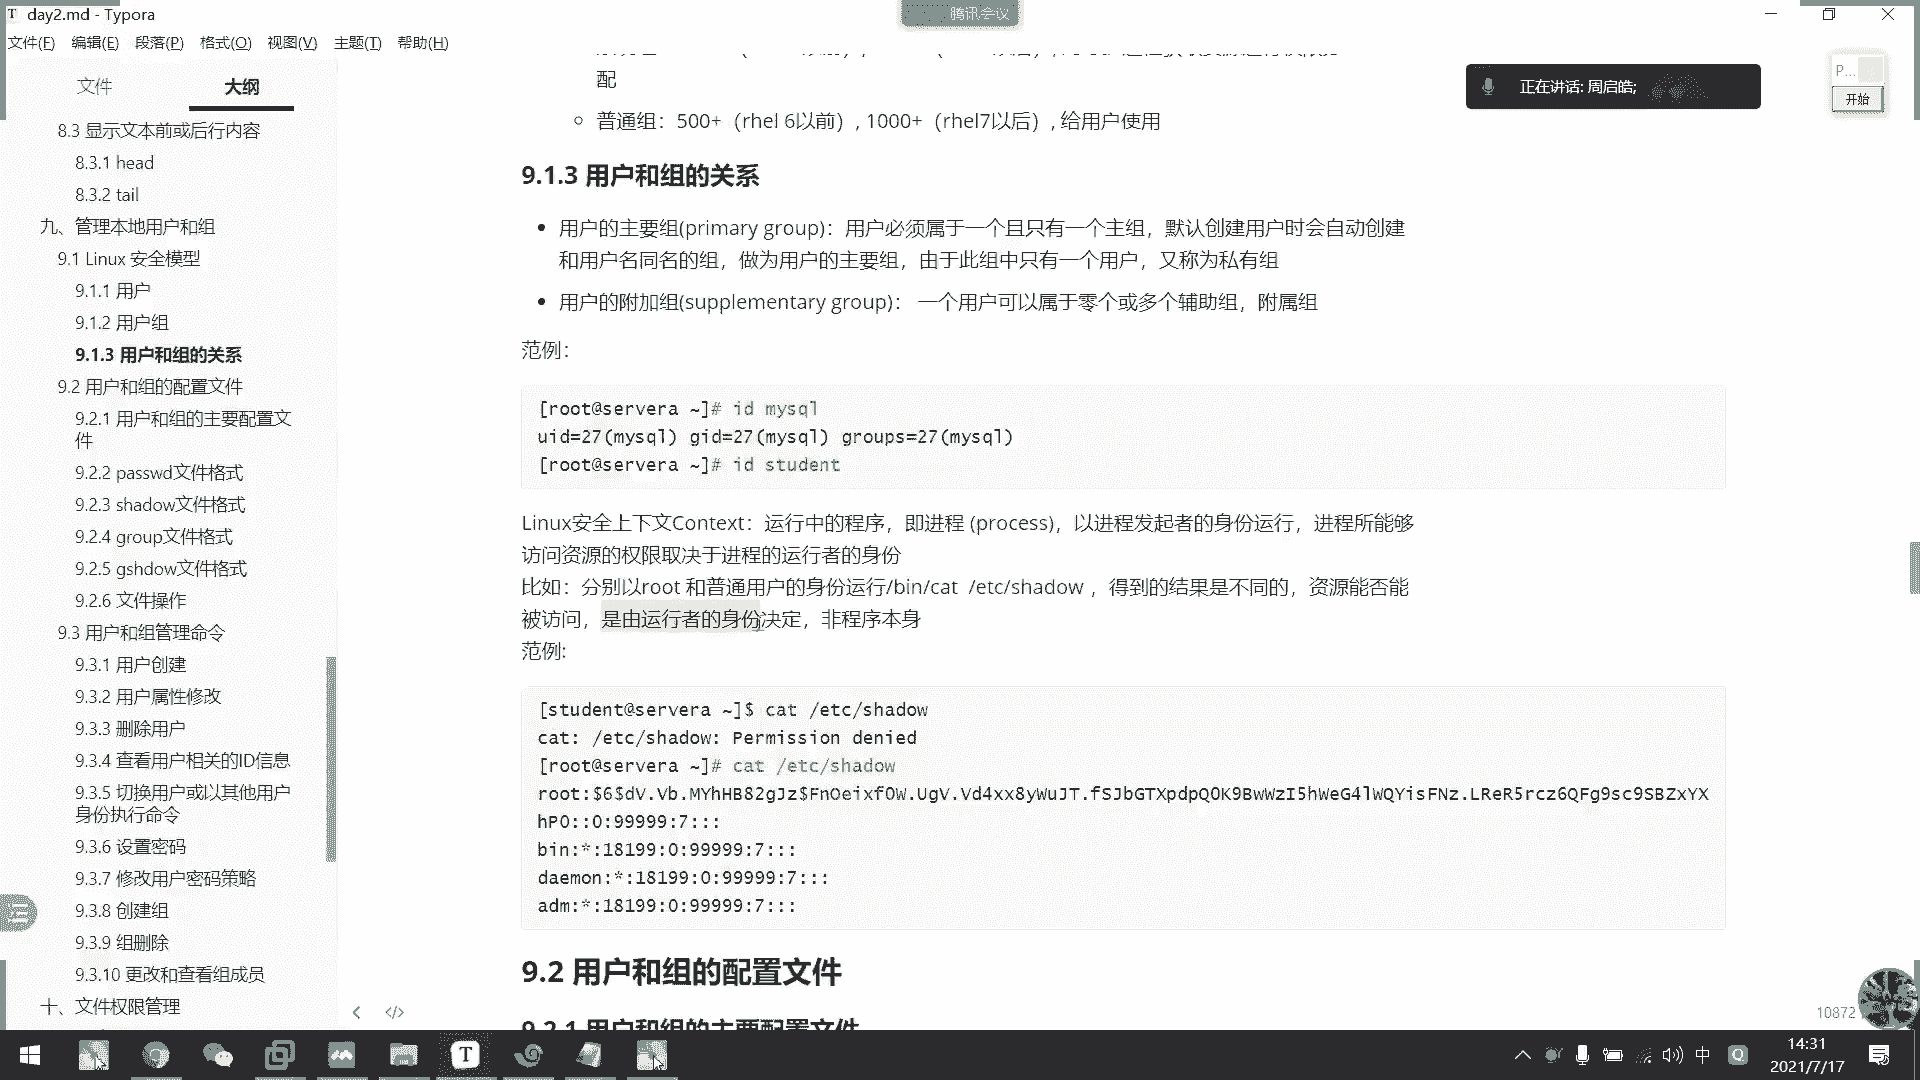 day2.md - Typora
腾讯会议
文件(F) 编辑(E) 段落(P) 格式(O) 视图(V) 主题(T) 帮助(H)
文件
大纲
8.3 显示文本前或后行内容
8.3.1 head
8.3.2 tail
九、管理本地用户和组
9.1 Linux 安全模型
9.1.1 用户
9.1.2 用户组
9.1.3 用户和组的关系
9.2 用户和组的配置文件
9.2.1 用户和组的主要配置文
件
9.2.2 passwd文件格式
9.2.3 shadow文件格式
9.2.4 group文件格式
9.2.5 gshdow文件格式
9.2.6 文件操作
9.3 用户和组管理命令
9.3.1 用户创建
9.3.2 用户属性修改
9.3.3 删除用户
9.3.4 查看用户相关的ID信息
9.3.5 切换用户或以其他用户
身份执行命令
9.3.6 设置密码
9.3.7 修改用户密码策略
9.3.8 创建组
9.3.9 组删除
9.3.10 更改和查看组成员
十、文件权限管理
配
普通组：500+（rhel 6以前）, 1000+（rhel7以后）, 给用户使用
9.1.3 用户和组的关系
用户的主要组(primary group)：用户必须属于一个且只有一个主组，默认创建用户时会自动创建
和用户名同名的组，做为用户的主要组，由于此组中只有一个用户，又称为私有组
用户的附加组(supplementary group)： 一个用户可以属于零个或多个辅助组，附属组
范例：
[root@servera ~]# id mysql
uid=27(mysql) gid=27(mysql) groups=27(mysql)
[root@servera ~]# id student
Linux安全上下文Context：运行中的程序，即进程 (process)，以进程发起者的身份运行，进程所能够
访问资源的权限取决于进程的运行者的身份
比如：分别以root 和普通用户的身份运行/bin/cat /etc/shadow ，得到的结果是不同的，资源能否能
被访问，是由运行者的身份决定，非程序本身
范例:
[student@servera ~]$ cat /etc/shadow
cat: /etc/shadow: Permission denied
[root@servera ~]# cat /etc/shadow
root:$6$dV.Vb.MYhHB82gJz$FnOeixfOW.UgV.Vd4xx8yWuJT.fSJbGTXpdpQOK9BwWzI5hWeG4lWQYisFNz.LReR5rcz6QFg9sc9SBZxYX
hP0::0:99999:7:::
bin:*:18199:0:99999:7:::
daemon:*:18199:0:99999:7:::
adm:*:18199:0:99999:7:::
9.2 用户和组的配置文件
9.2.1 用户和组的主要配置文件
正在讲话: 周启皓;
P...
开始
10872
中
14:31
2021/7/17